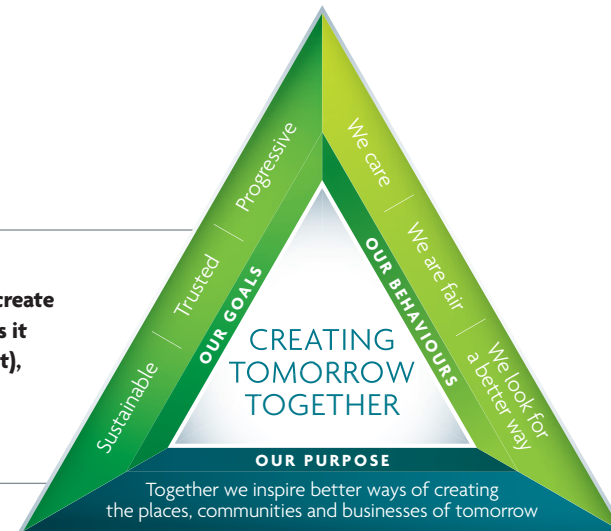 create
s it
t),
Progressive
Trusted
Sustainable
OUR GOALS
We care
We are fair
We look for
a better way
OUR BEHAVIOURS
CREATING
TOMORROW
TOGETHER
OUR PURPOSE
Together we inspire better ways of creating
the places, communities and businesses of tomorrow